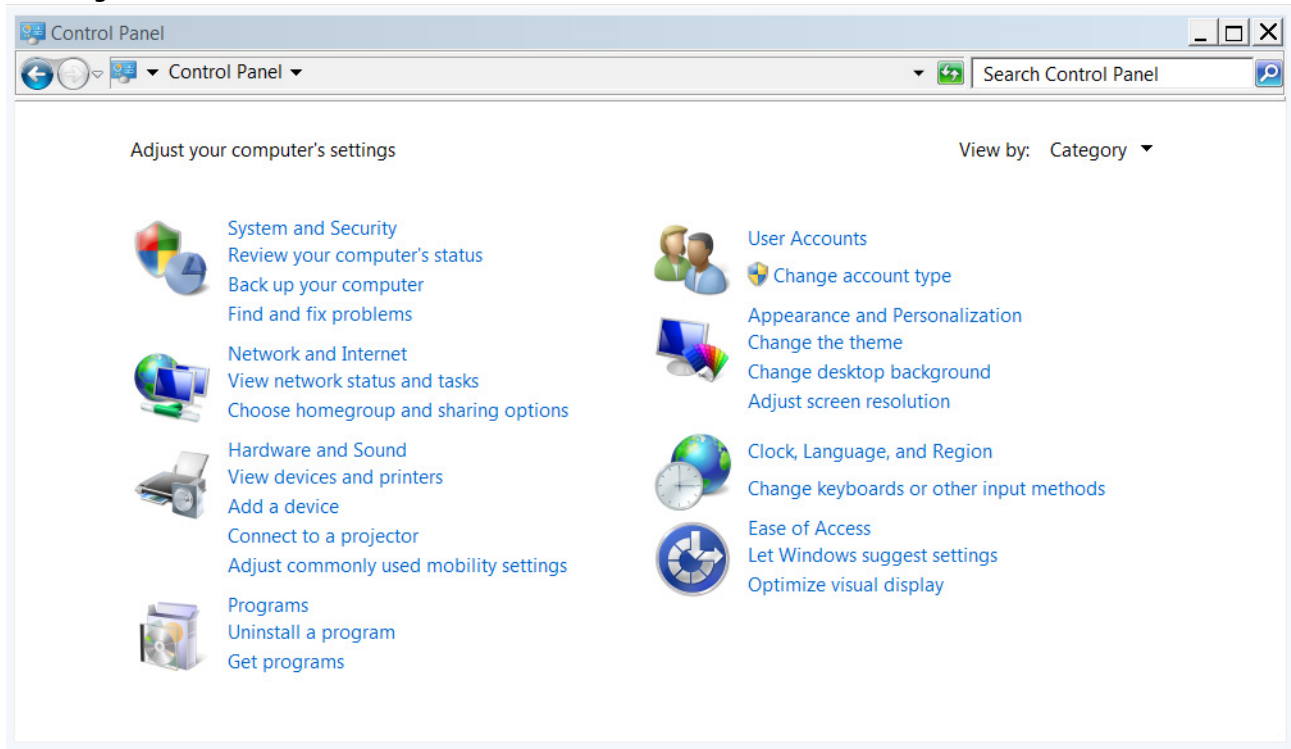 Control Panel
Control Panel
Search Control Panel
Adjust your computer's settings
View by: Category
System and Security
Review your computer's status
Back up your computer
Find and fix problems
Network and Internet
View network status and tasks
Choose homegroup and sharing options
Hardware and Sound
View devices and printers
Add a device
Connect to a projector
Adjust commonly used mobility settings
Programs
Uninstall a program
Get programs
User Accounts
Change account type
Appearance and Personalization
Change the theme
Change desktop background
Adjust screen resolution
Clock, Language, and Region
Change keyboards or other input methods
Ease of Access
Let Windows suggest settings
Optimize visual display